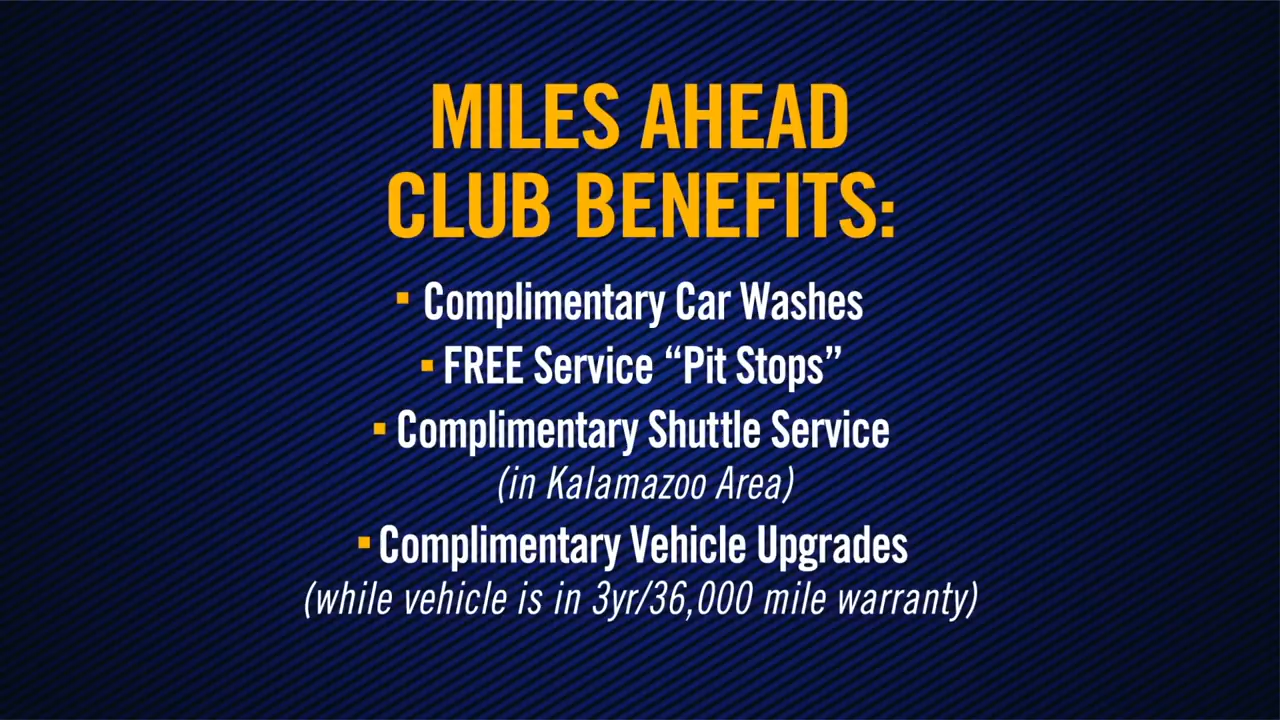 MILES AHEAD
CLUB BENEFITS:
▪ Complimentary Car Washes
▪ FREE Service “Pit Stops”
▪ Complimentary Shuttle Service
(in Kalamazoo Area)
▪ Complimentary Vehicle Upgrades
(while vehicle is in 3yr/36,000 mile warranty)